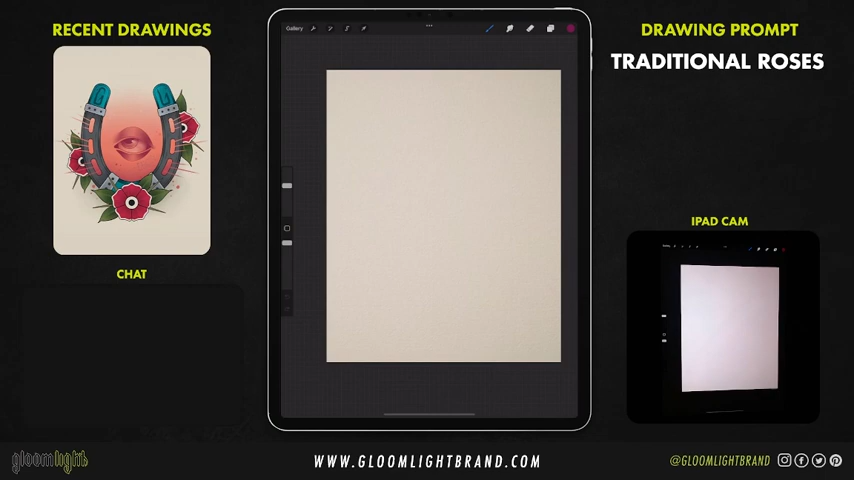 RECENT DRAWINGS
CHAT
Gallery
DRAWING PROMPT
TRADITIONAL ROSES
IPAD CAM
gloomlight
WWW.GLOOMLIGHTBRAND.COM
@GLOOMLIGHTBRAND